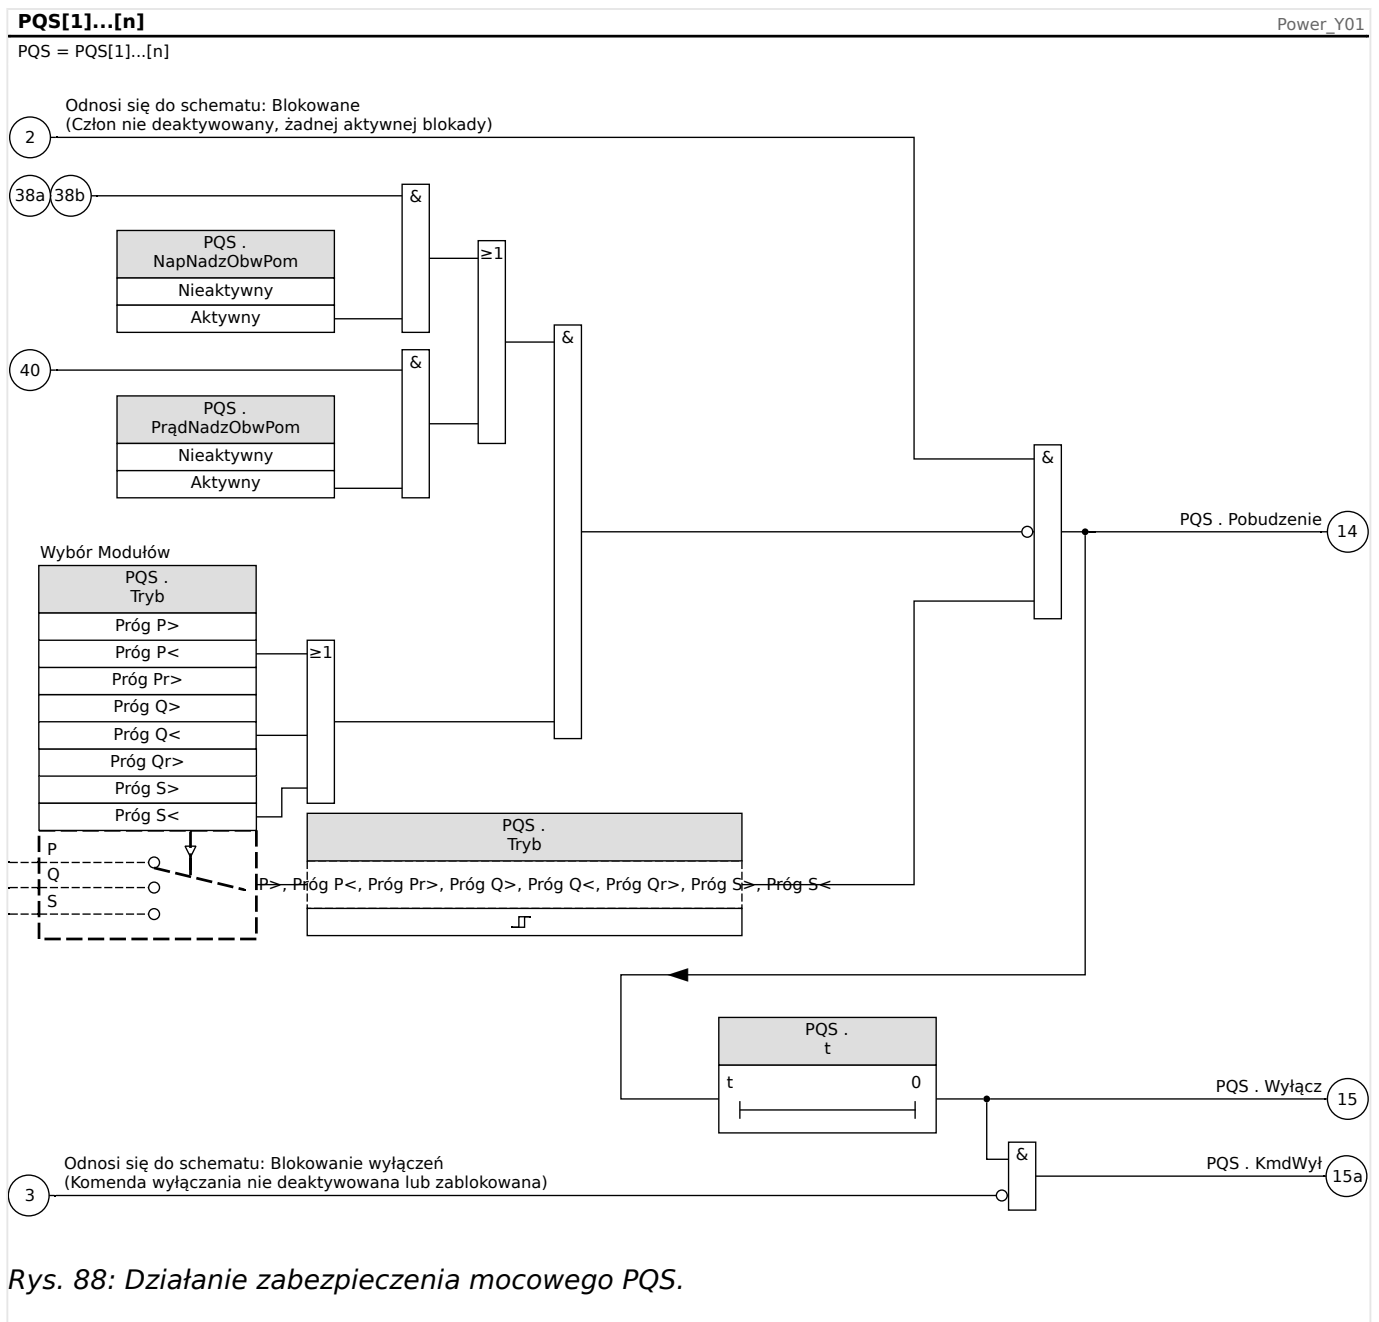 PQS[1]...[n]
Power_Y01
PQS = PQS[1]...[n]
Odnosi się do schematu: Blokowane
(Człon nie deaktywowany, żadnej aktywnej blokady)
2
38a 38b
&
PQS .
NapNadzObwPom
≥1
Nieaktywny
Aktywny
&
40
&
PQS .
PrądNadzObwPom
Nieaktywny
Aktywny
&
PQS . Pobudzenie
14
Wybór Modułów
PQS .
Tryb
Próg P>
Próg P<
≥1
Próg Pr>
Próg Q>
Próg Q<
Próg Qr>
Próg S>
Próg S<
PQS .
Tryb
P
Q
S
P>, Próg P<, Próg Pr>, Próg Q>, Próg Q<, Próg Qr>, Próg S>, Próg S<
PQS .
t
t 0
PQS . Wyłącz
15
&
PQS . KmdWył
15a
Odnosi się do schematu: Blokowanie wyłączeń
(Komenda wyłączania nie deaktywowana lub zablokowana)
3
Rys. 88: Działanie zabezpieczenia mocowego PQS.